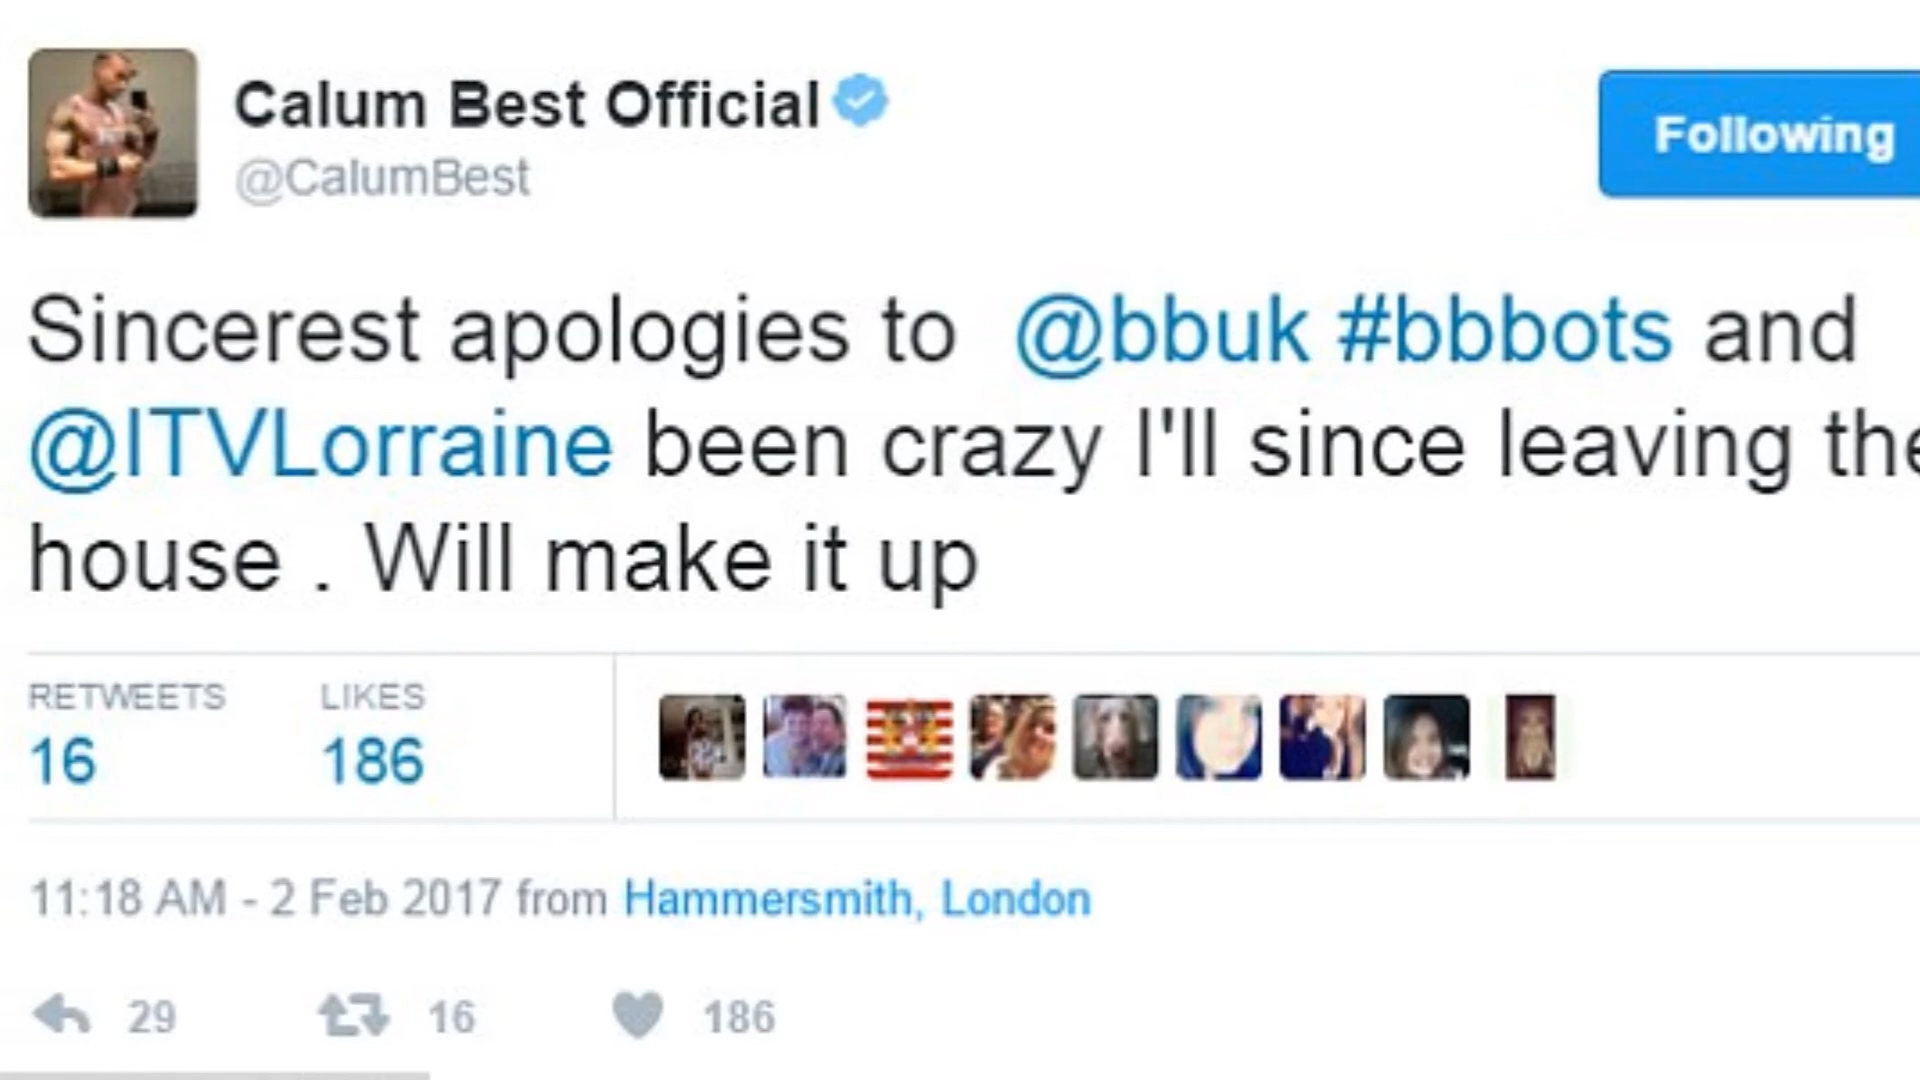 Calum Best Official
@CalumBest
Following
Sincerest apologies to @bbuk #bbbots and
@ITVLorraine been crazy I'll since leaving the
house . Will make it up
RETWEETS LIKES
16 186
11:18 AM - 2 Feb 2017 from Hammersmith, London
29 16 186